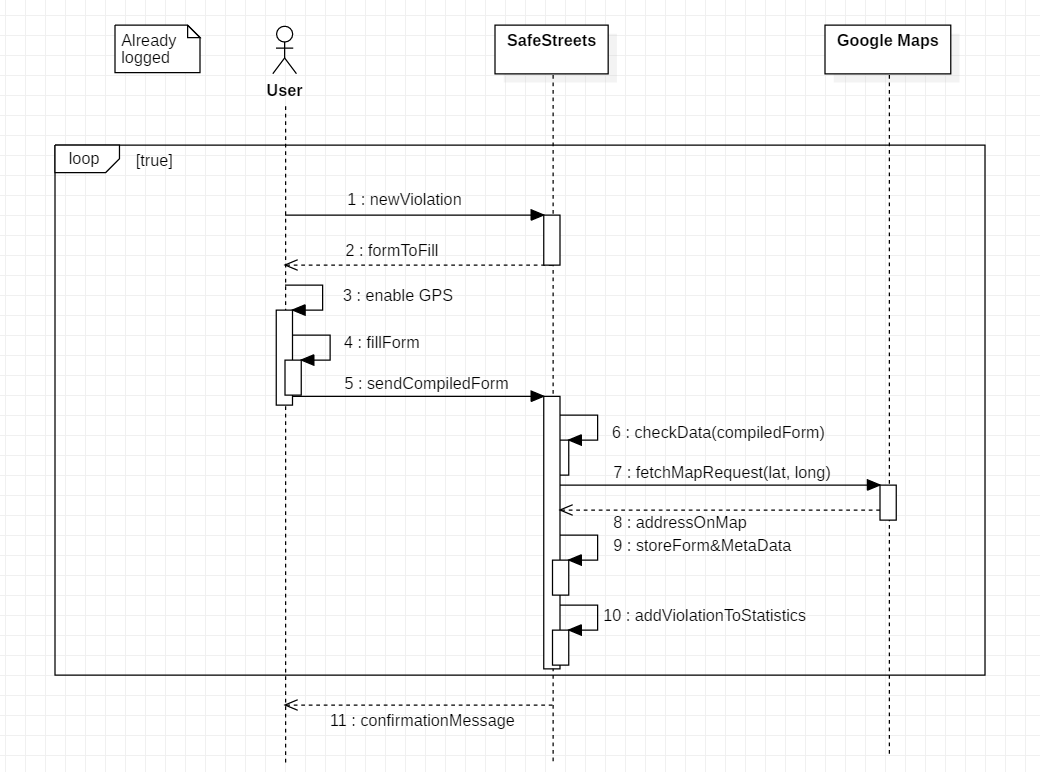 Already
logged
User
SafeStreets
Google Maps
loop
[true]
1 : newViolation
2 : formToFill
3 : enable GPS
4 : fillForm
5 : sendCompiledForm
6 : checkData(compiledForm)
7 : fetchMapRequest(lat, long)
8 : addressOnMap
9 : storeForm&MetaData
10 : addViolationToStatistics
11 : confirmationMessage